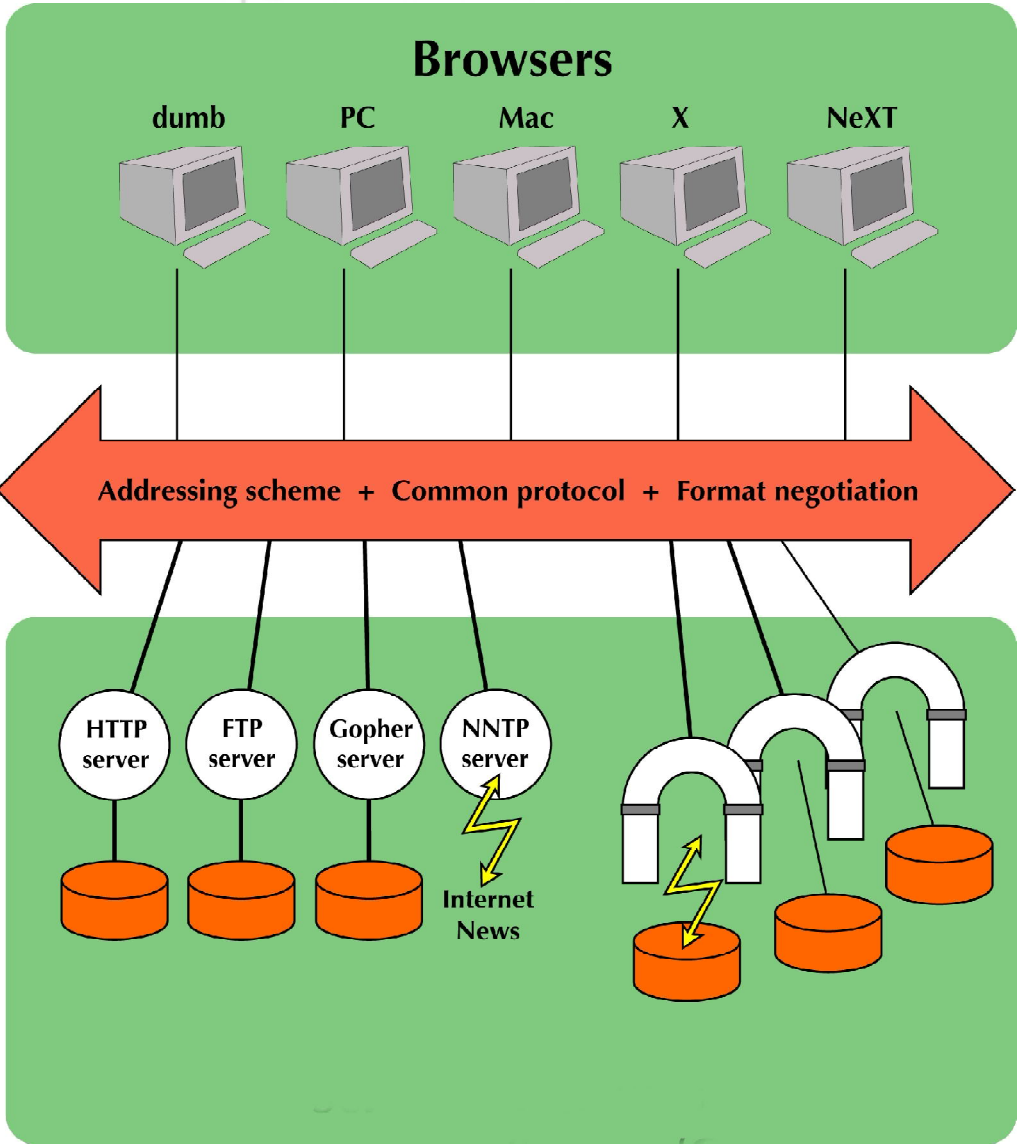 Browsers
dumb PC Mac X NeXT
Addressing scheme + Common protocol + Format negotiation
HTTP server
FTP server
Gopher server
NNTP server
Internet
News